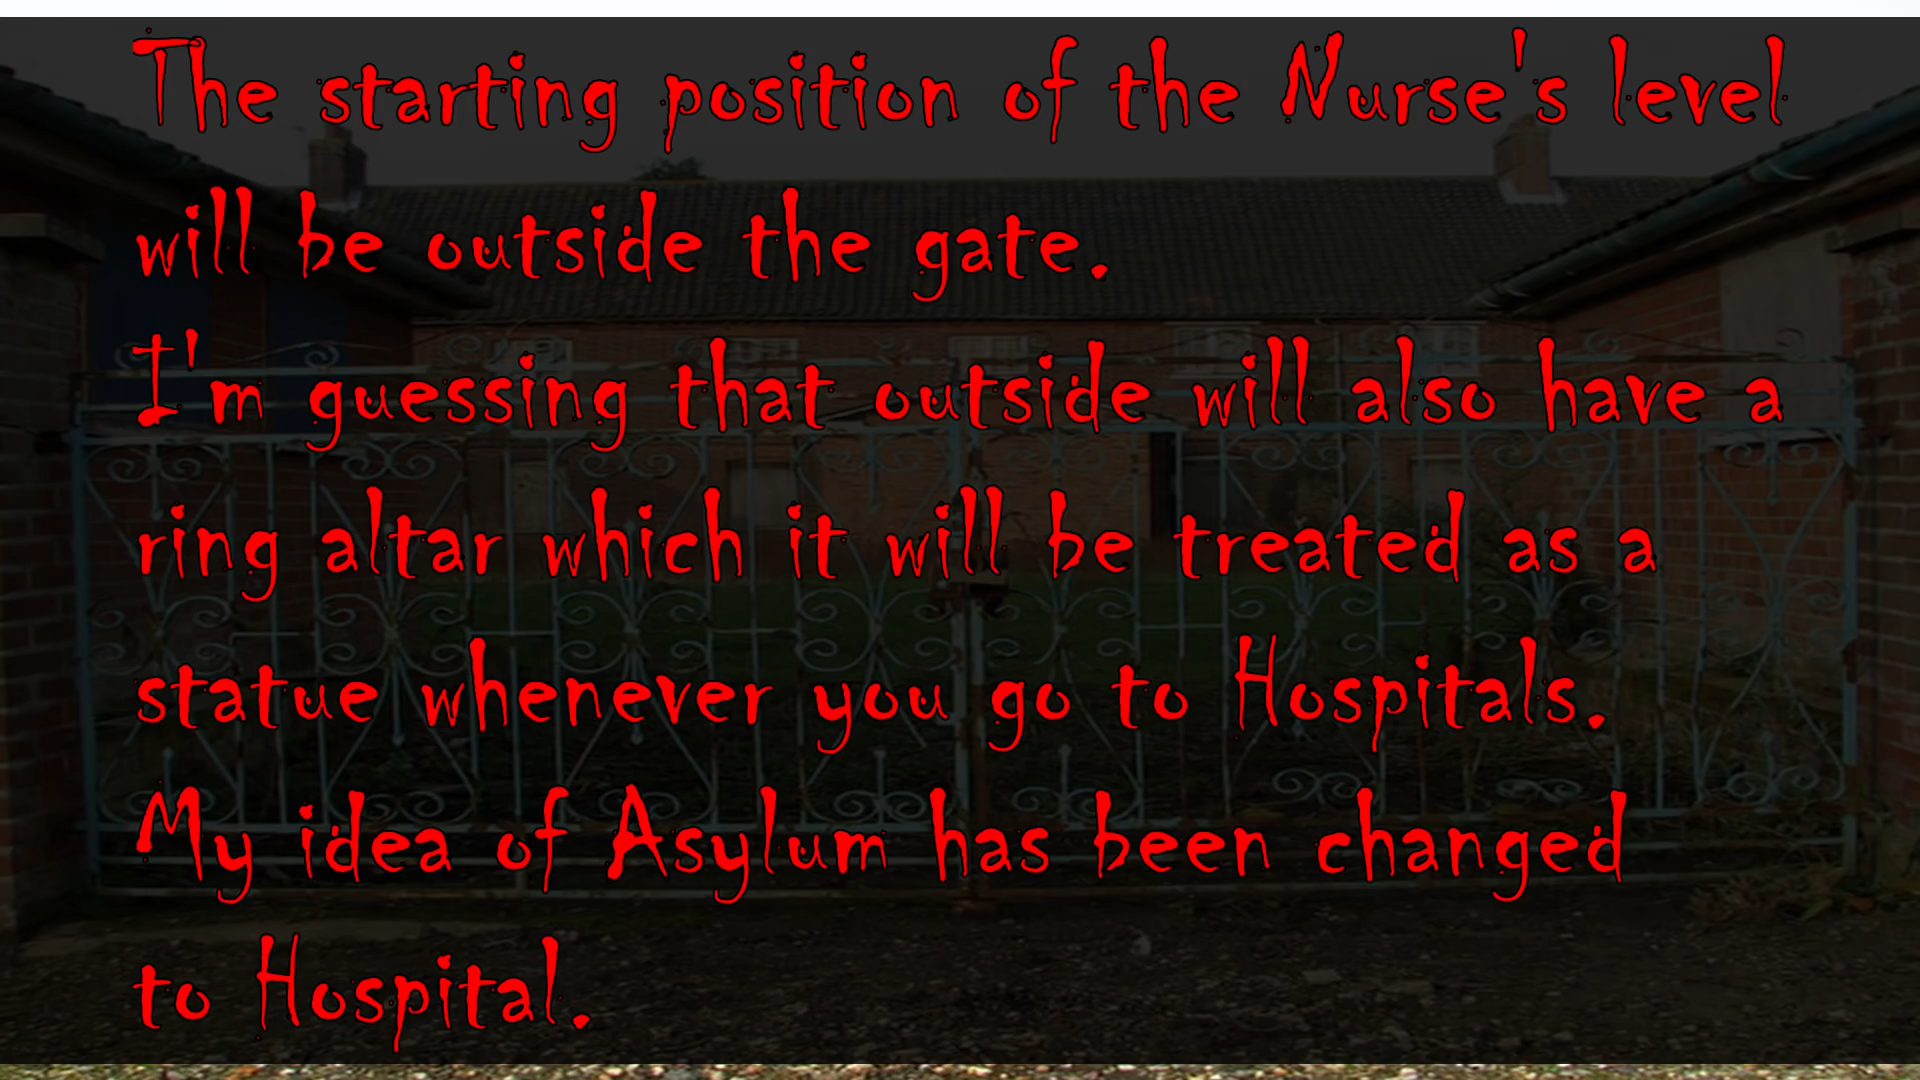 The starting position of the Nurse's level
will be outside the gate.
I'm guessing that outside will also have a
ring altar which it will be treated as a
statue whenever you go to Hospitals.
My idea of Asylum has been changed
to Hospital.